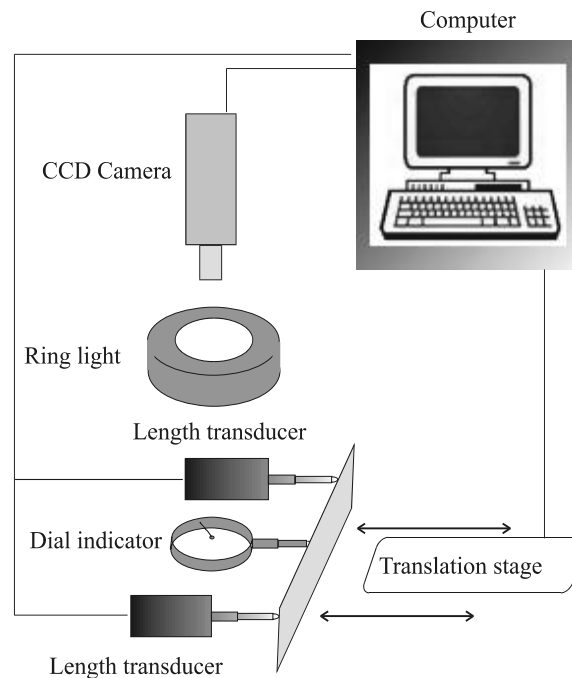 Computer
CCD Camera
Ring light
Length transducer
Dial indicator
Translation stage
Length transducer